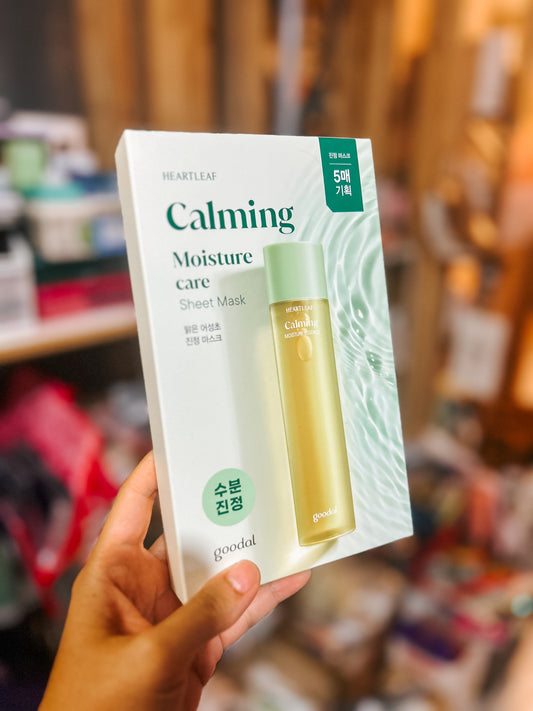 HEARTLEAF
Calming
Moisture
care
Sheet Mask
맑은 어성초
진정 마스크
진정 마스크
5매
기획
HEARTLEAF
Calming
MOISTURE ESSENCE
goodal
수분
진정
goodal